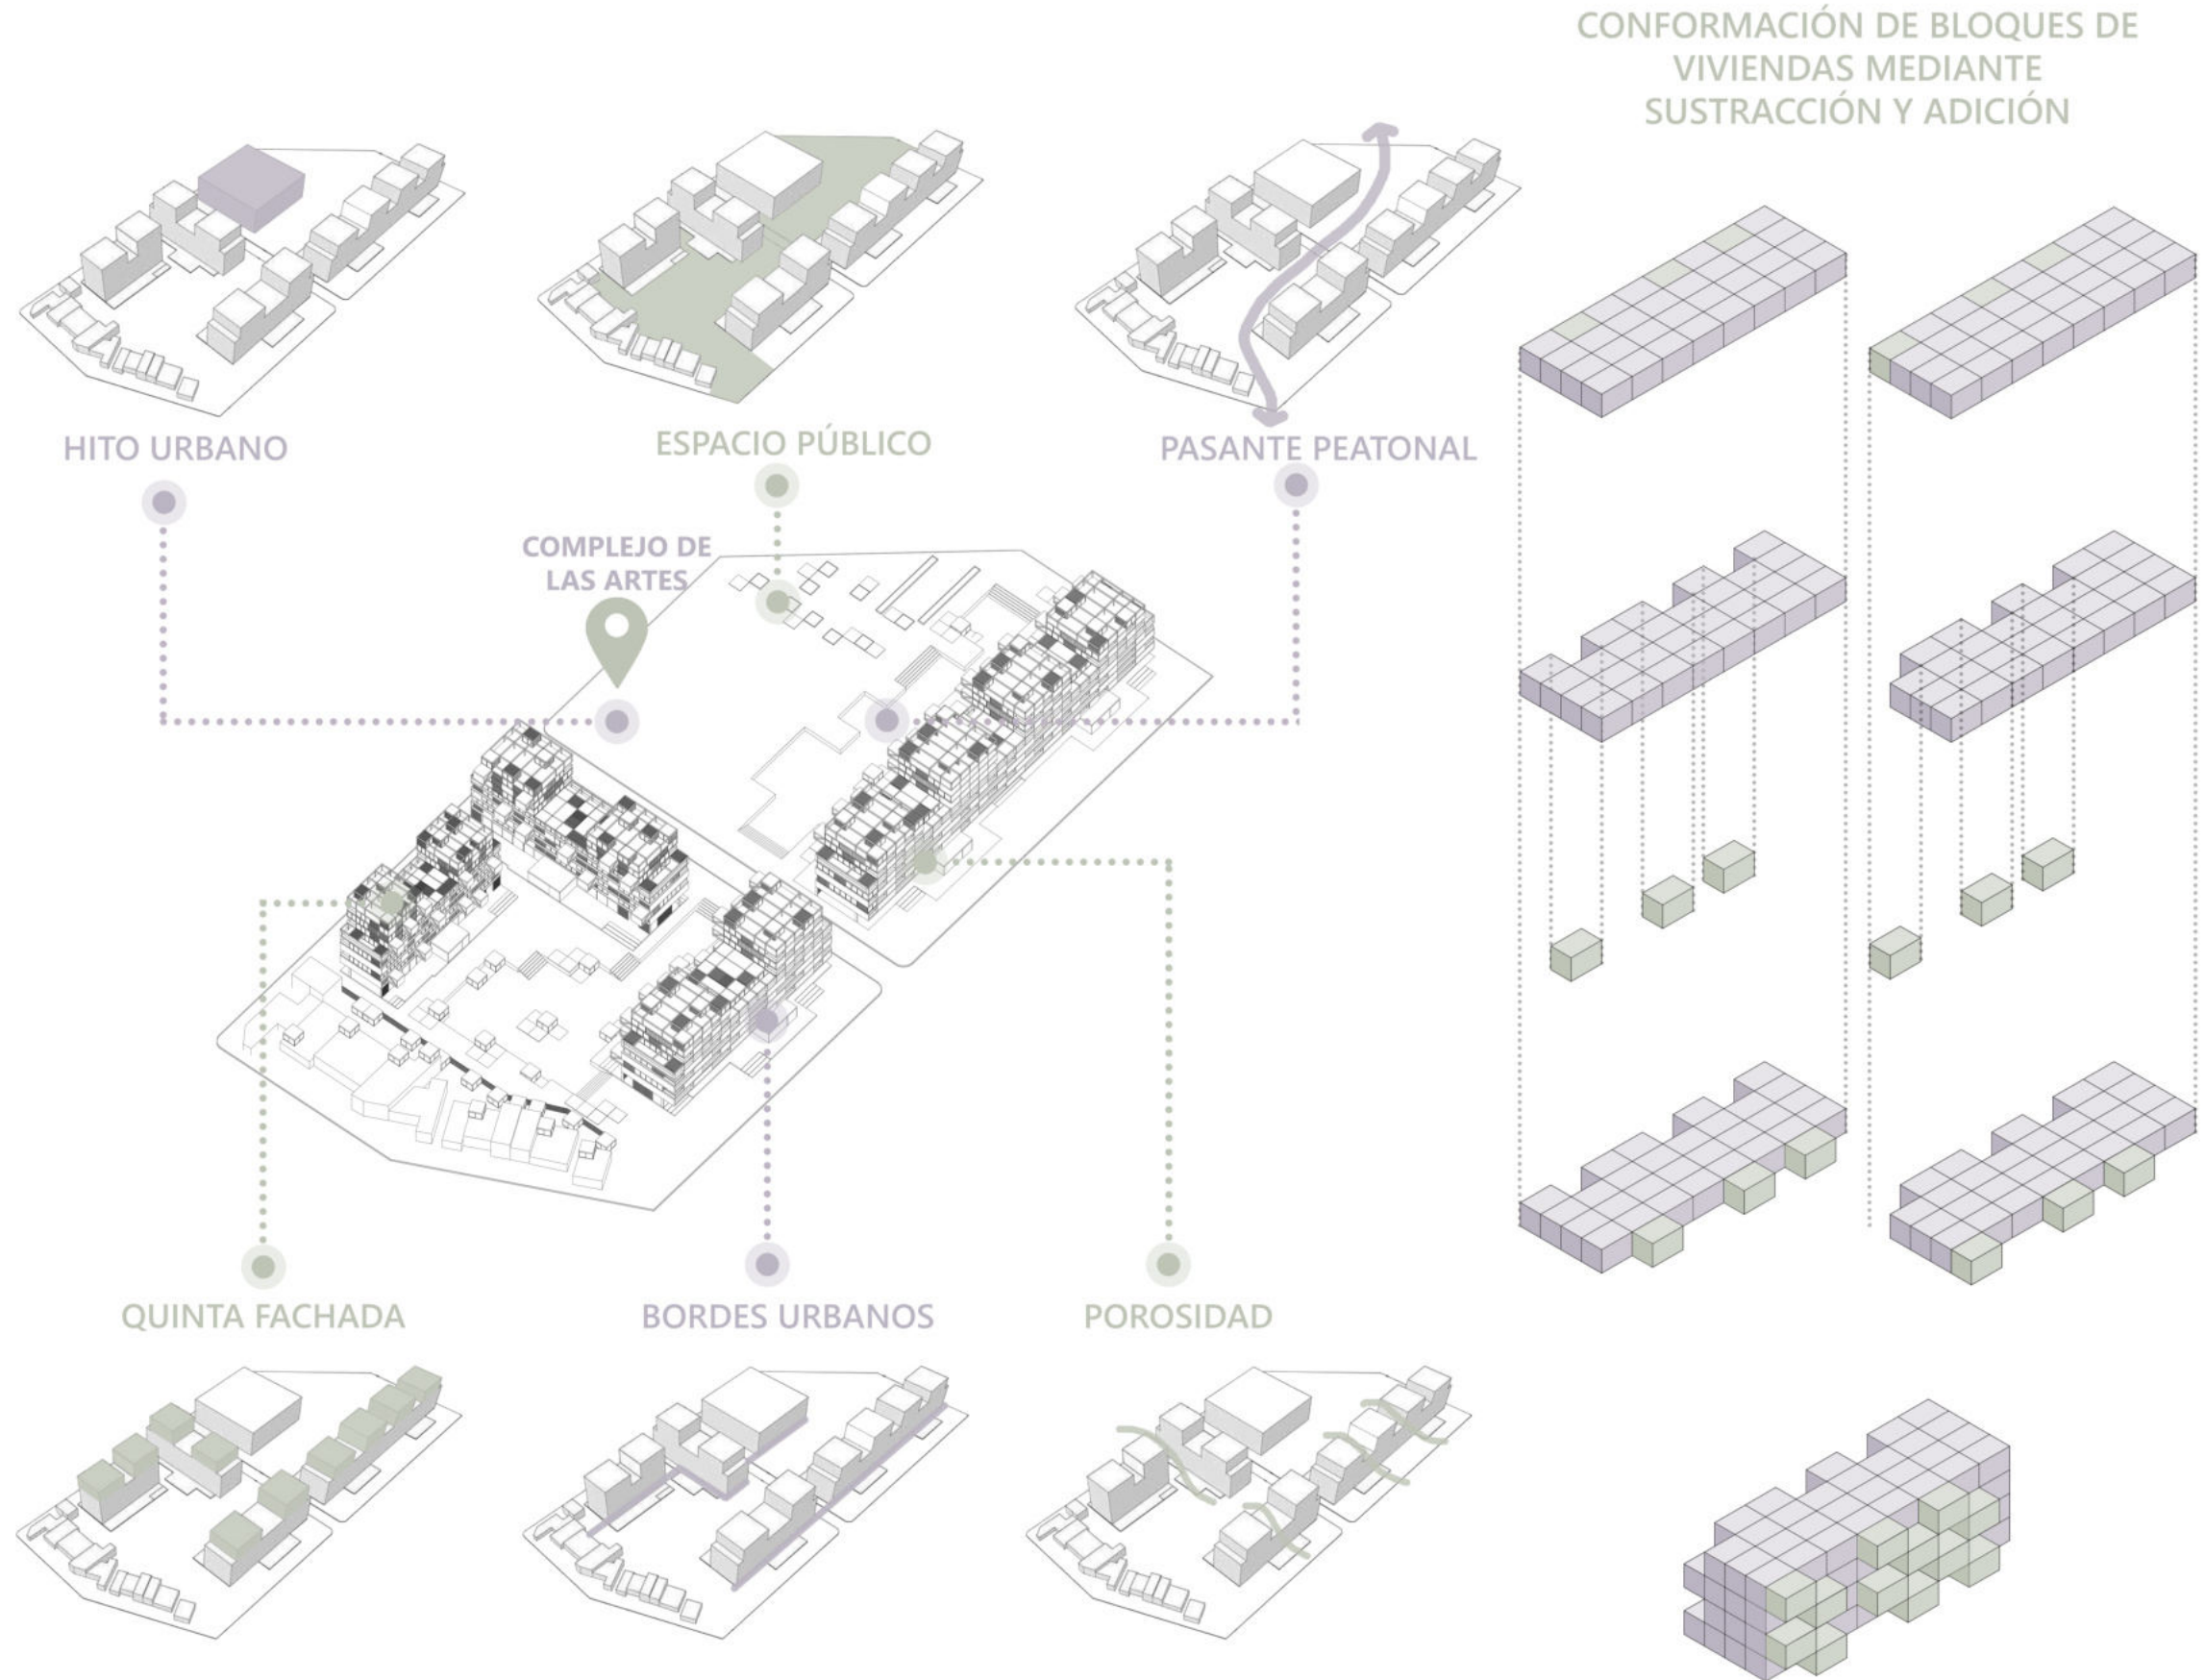 CONFORMACIÓN DE BLOQUES DE
VIVIENDAS MEDIANTE
SUSTRACCIÓN Y ADICIÓN
HITO URBANO
ESPACIO PÚBLICO
PASANTE PEATONAL
COMPLEJO DE
LAS ARTES
QUINTA FACHADA
BORDES URBANOS
POROSIDAD